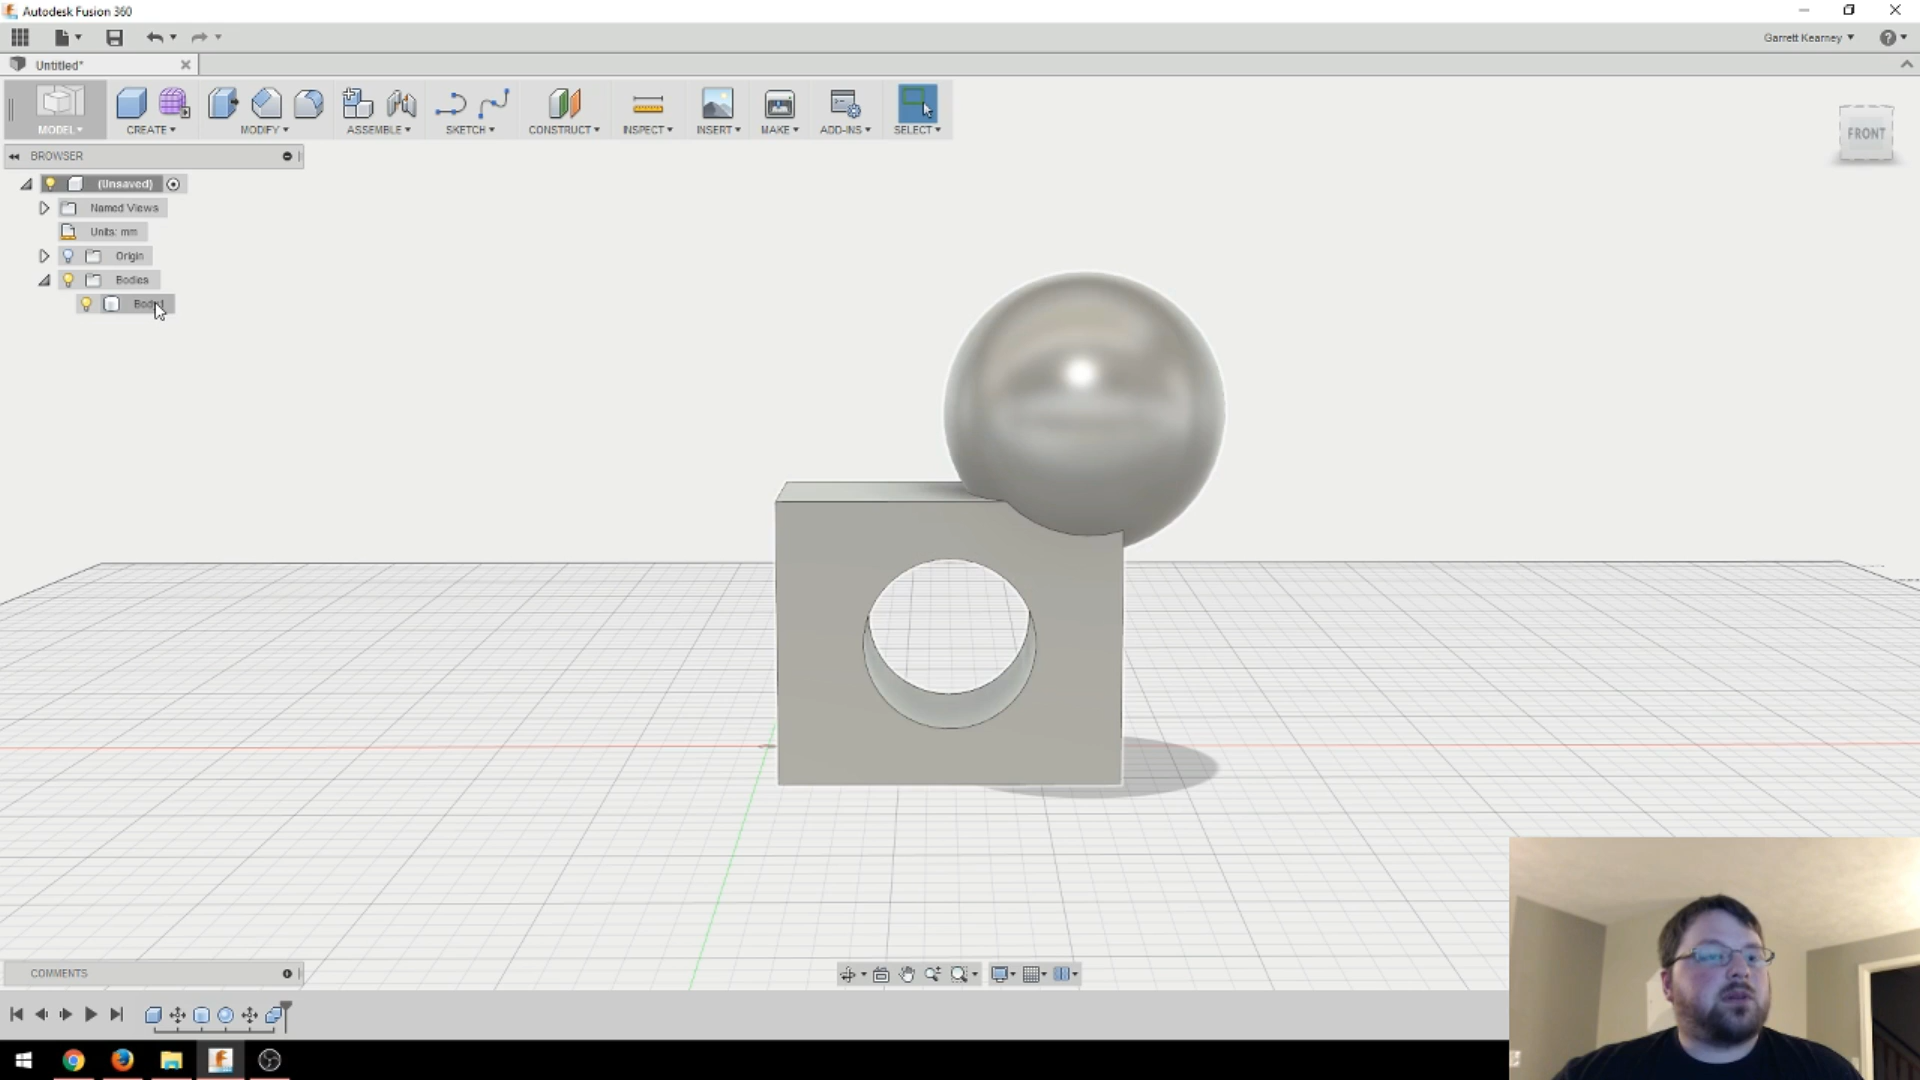 Autodesk Fusion 360
Garrett Kearney
Untitled*
MODEL
CREATE
MODIFY
ASSEMBLE
SKETCH
CONSTRUCT
INSPECT
INSERT
MAKE
ADD-INS
SELECT
FRONT
BROWSER
(Unsaved)
Named Views
Units: mm
Origin
Bodies
Body1
COMMENTS